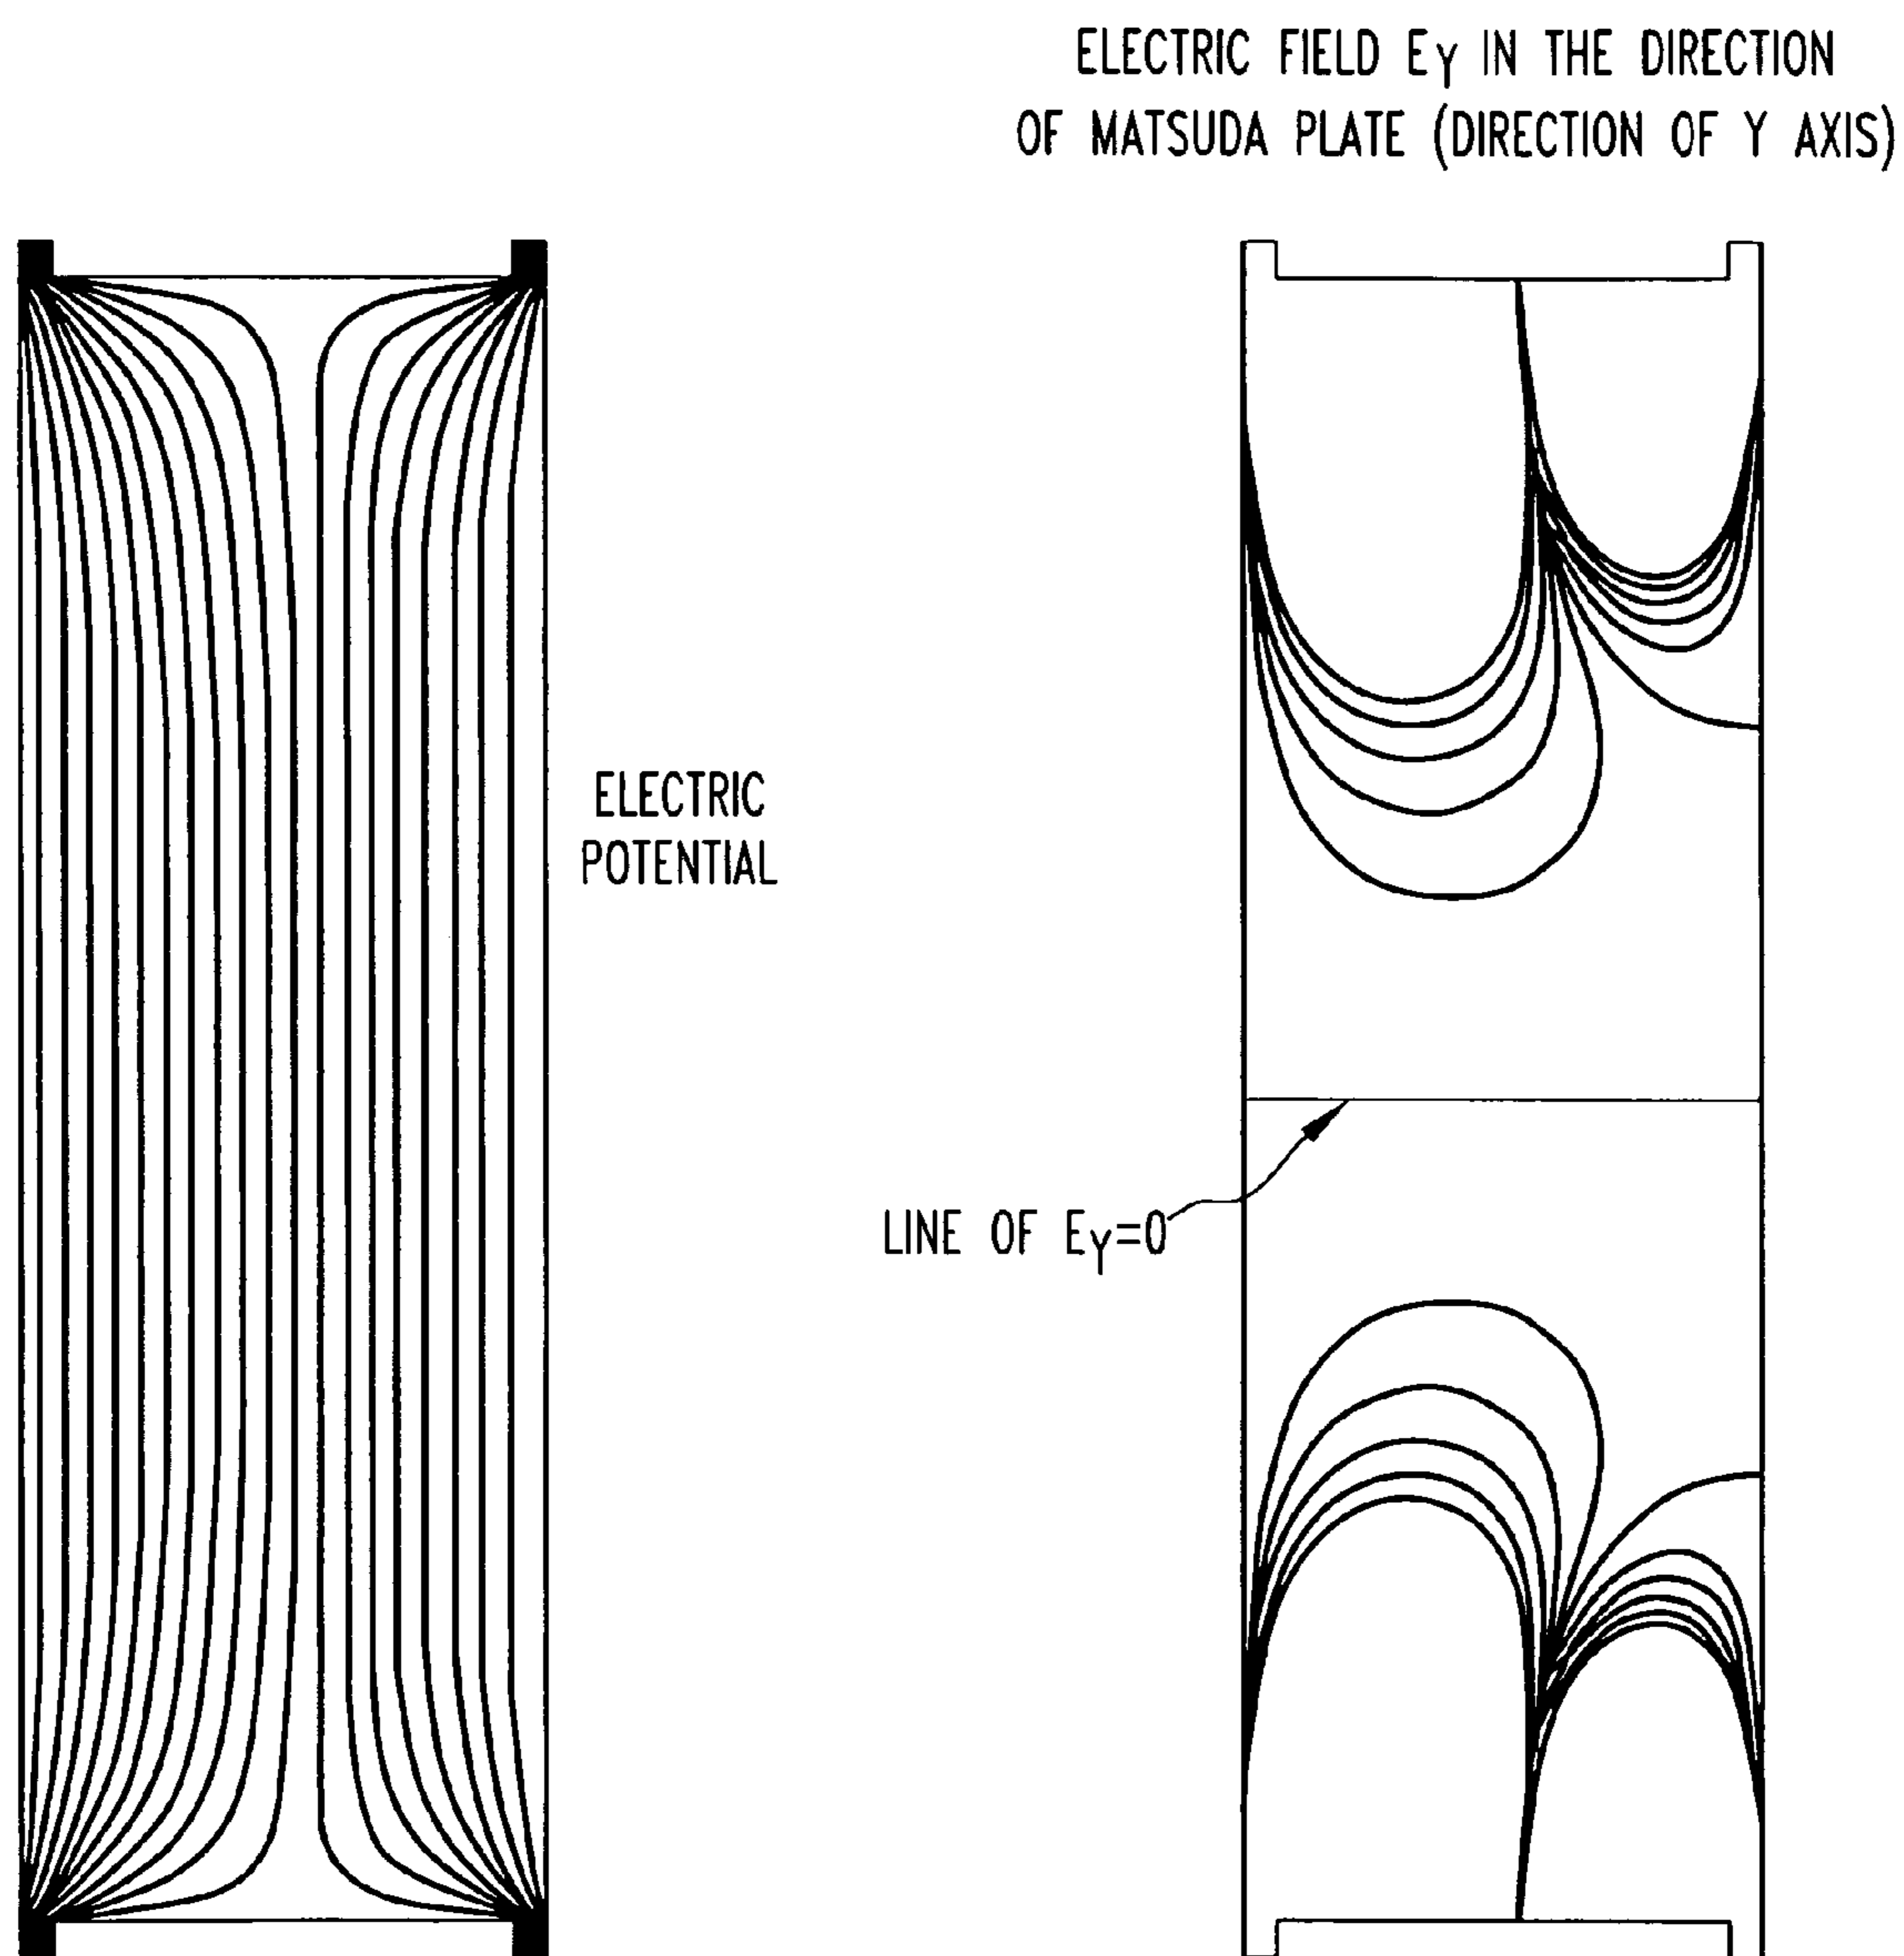 ELECTRIC FIELD EY IN THE DIRECTION
OF MATSUDA PLATE (DIRECTION OF Y AXIS)
ELECTRIC
POTENTIAL
LINE OF EY=0